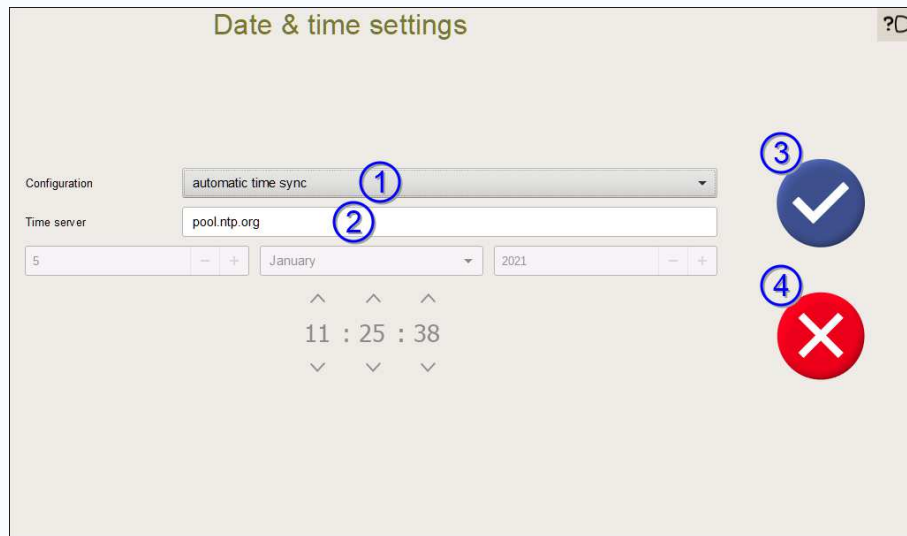 Date & time settings
?
3
Configuration
automatic time sync
1
Time server
pool.ntp.org
2
5 - + January 2021 - +
4
11 : 25 : 38